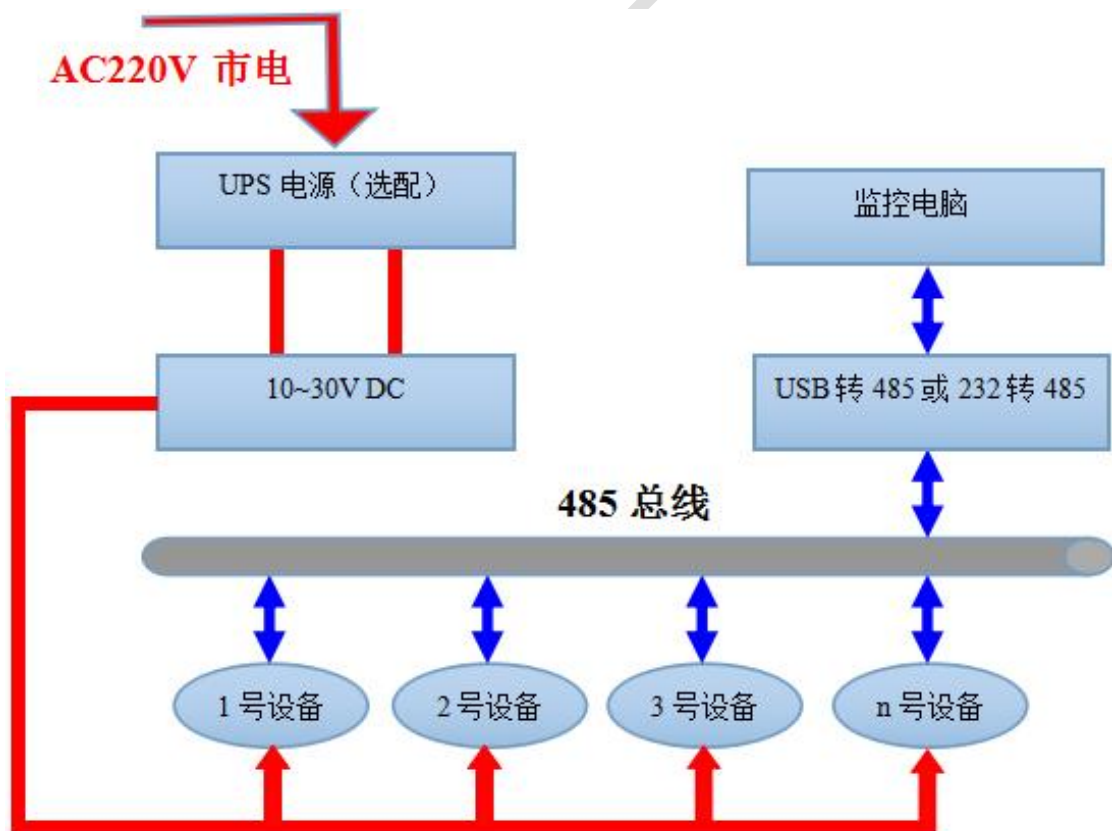 AC220V 市电
UPS 电源（选配）
监控电脑
10~30V DC
USB 转 485 或 232 转 485
485 总线
1 号设备
2 号设备
3 号设备
n 号设备